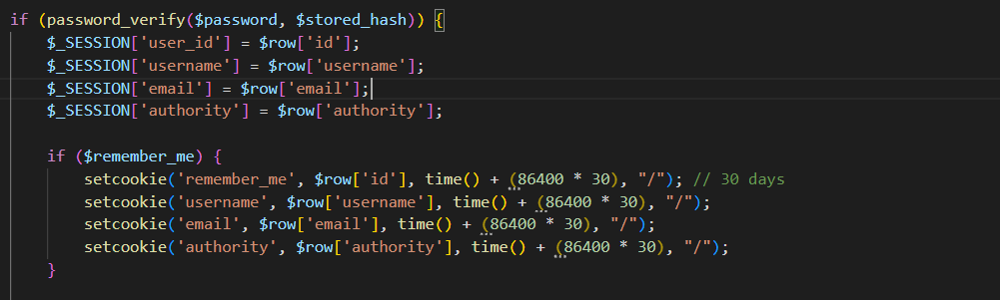 if (password_verify($password, $stored_hash)) {
    $_SESSION['user_id'] = $row['id'];
    $_SESSION['username'] = $row['username'];
    $_SESSION['email'] = $row['email'];
    $_SESSION['authority'] = $row['authority'];
    if ($remember_me) {
        setcookie('remember_me', $row['id'], time() + (86400 * 30), "/"); // 30 days
        setcookie('username', $row['username'], time() + (86400 * 30), "/");
        setcookie('email', $row['email'], time() + (86400 * 30), "/");
        setcookie('authority', $row['authority'], time() + (86400 * 30), "/");
    }